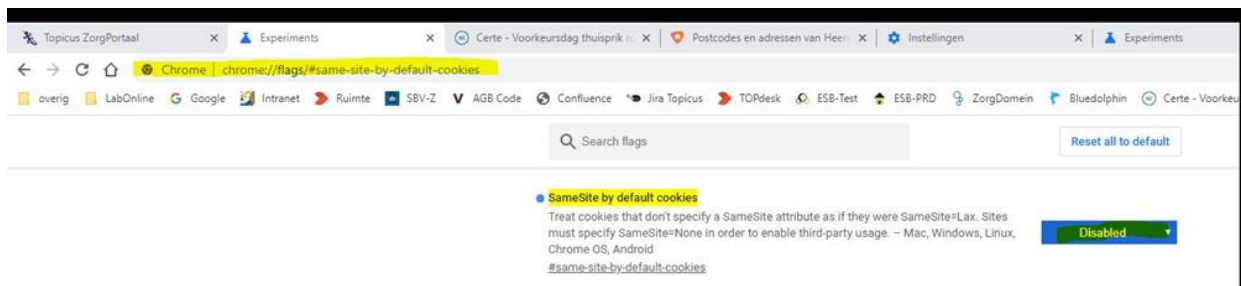 Topicus ZorgPortaal
Experiments
Certe - Voorkeursdag thuisprik
Postcodes en adressen van Heer
Instellingen
Experiments
Chrome | chrome://flags/#same-site-by-default-cookies
overig LabOnline Google Intranet Ruimte SBV-Z AGB Code Confluence Jira Topicus TOPdesk ESB-Test ESB-PRD ZorgDomein Bluedolphin Certe - Voorkeu
Search flags
Reset all to default
SameSite by default cookies
Treat cookies that don't specify a SameSite attribute as if they were SameSite=Lax. Sites
must specify SameSite=None in order to enable third-party usage. – Mac, Windows, Linux,
Chrome OS, Android
#same-site-by-default-cookies
Disabled